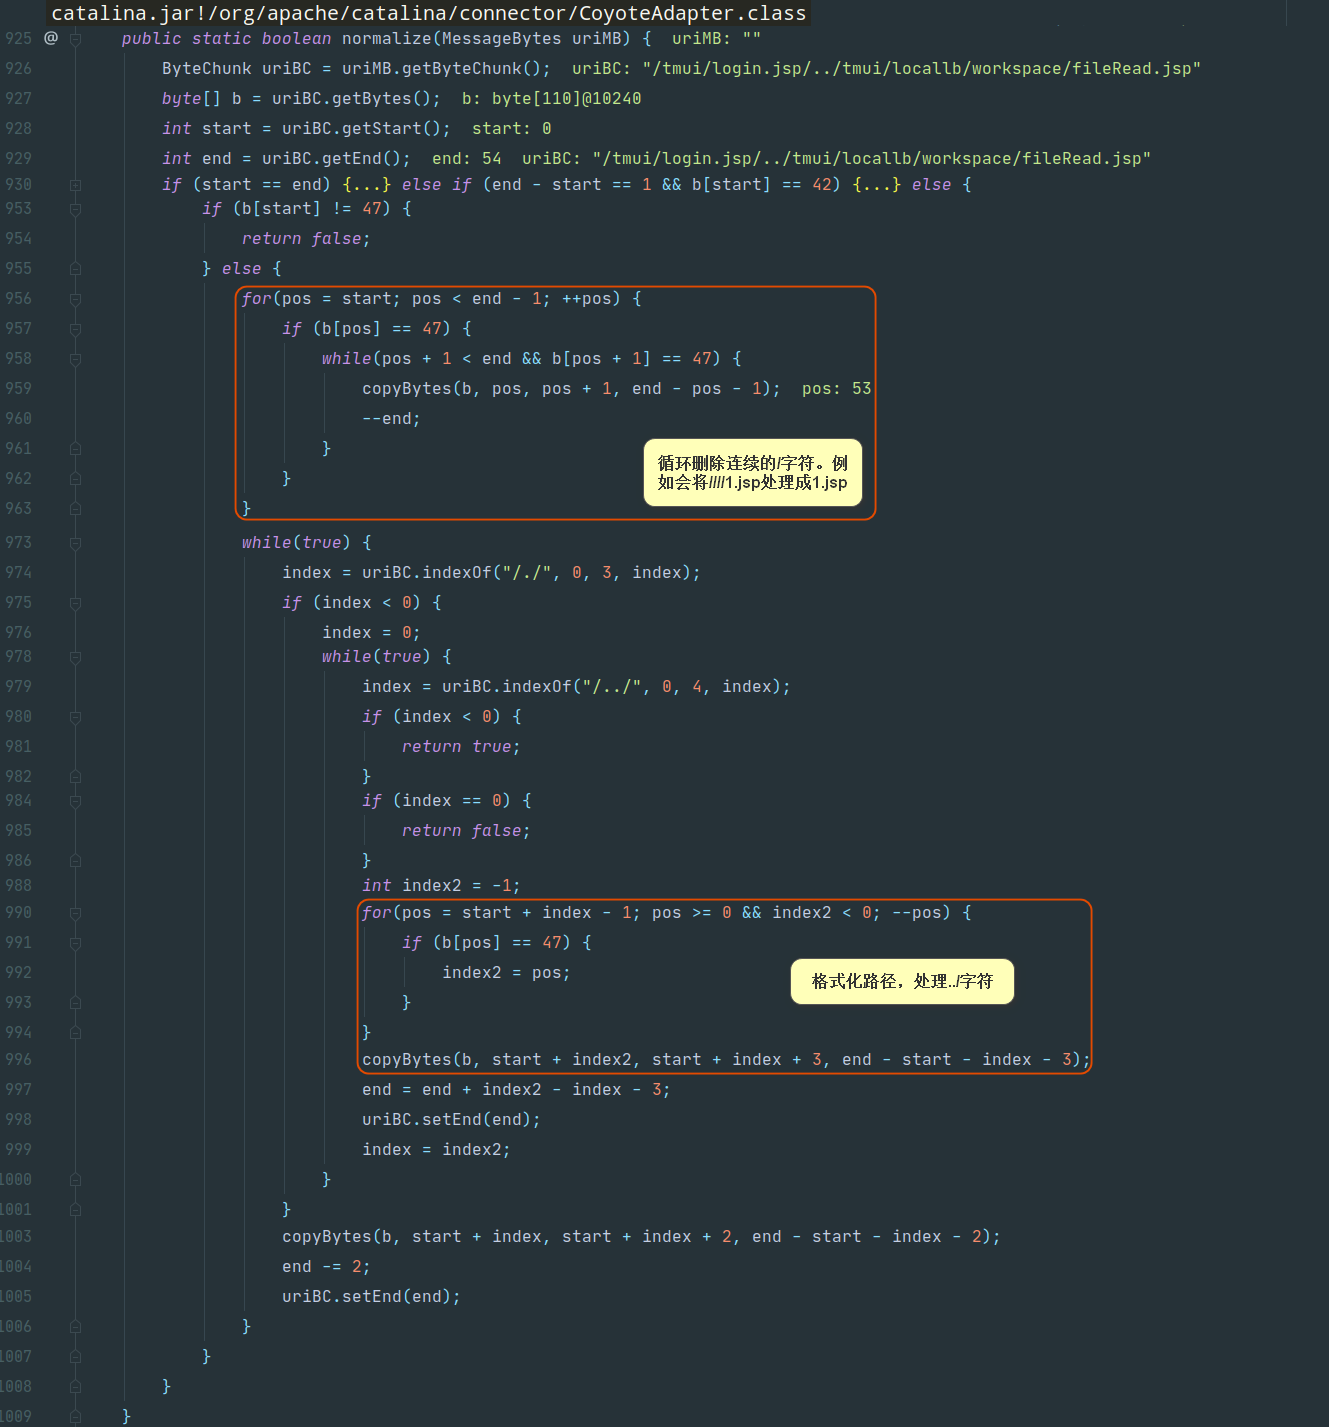 catalina.jar!/org/apache/catalina/connector/CoyoteAdapter.class
925 @ public static boolean normalize(MessageBytes uriMB) { uriMB: ""
926 ByteChunk uriBC = uriMB.getByteChunk(); uriBC: "/tmui/login.jsp/../tmui/locallb/workspace/fileRead.jsp"
927 byte[] b = uriBC.getBytes(); b: byte[110]@10240
928 int start = uriBC.getStart(); start: 0
929 int end = uriBC.getEnd(); end: 54 uriBC: "/tmui/login.jsp/../tmui/locallb/workspace/fileRead.jsp"
930 if (start == end) {...} else if (end - start == 1 && b[start] == 42) {...} else {
953 if (b[start] != 47) {
954 return false;
955 } else {
956 for(pos = start; pos < end - 1; ++pos) {
957 if (b[pos] == 47) {
958 while(pos + 1 < end && b[pos + 1] == 47) {
959 copyBytes(b, pos, pos + 1, end - pos - 1); pos: 53
960 --end;
961 }
962 }
963 }
循环删除连续的/字符。例
如会将////1.jsp处理成1.jsp
973 while(true) {
974 index = uriBC.indexOf("/./", 0, 3, index);
975 if (index < 0) {
976 index = 0;
978 while(true) {
979 index = uriBC.indexOf("/../", 0, 4, index);
980 if (index < 0) {
981 return true;
982 }
984 if (index == 0) {
985 return false;
986 }
988 int index2 = -1;
990 for(pos = start + index - 1; pos >= 0 && index2 < 0; --pos) {
991 if (b[pos] == 47) {
992 index2 = pos;
993 }
994 }
格式化路径，处理../字符
996 copyBytes(b, start + index2, start + index + 3, end - start - index - 3);
997 end = end + index2 - index - 3;
998 uriBC.setEnd(end);
999 index = index2;
1000 }
1001 }
1003 copyBytes(b, start + index, start + index + 2, end - start - index - 2);
1004 end -= 2;
1005 uriBC.setEnd(end);
1006 }
1007 }
1008 }
1009 }